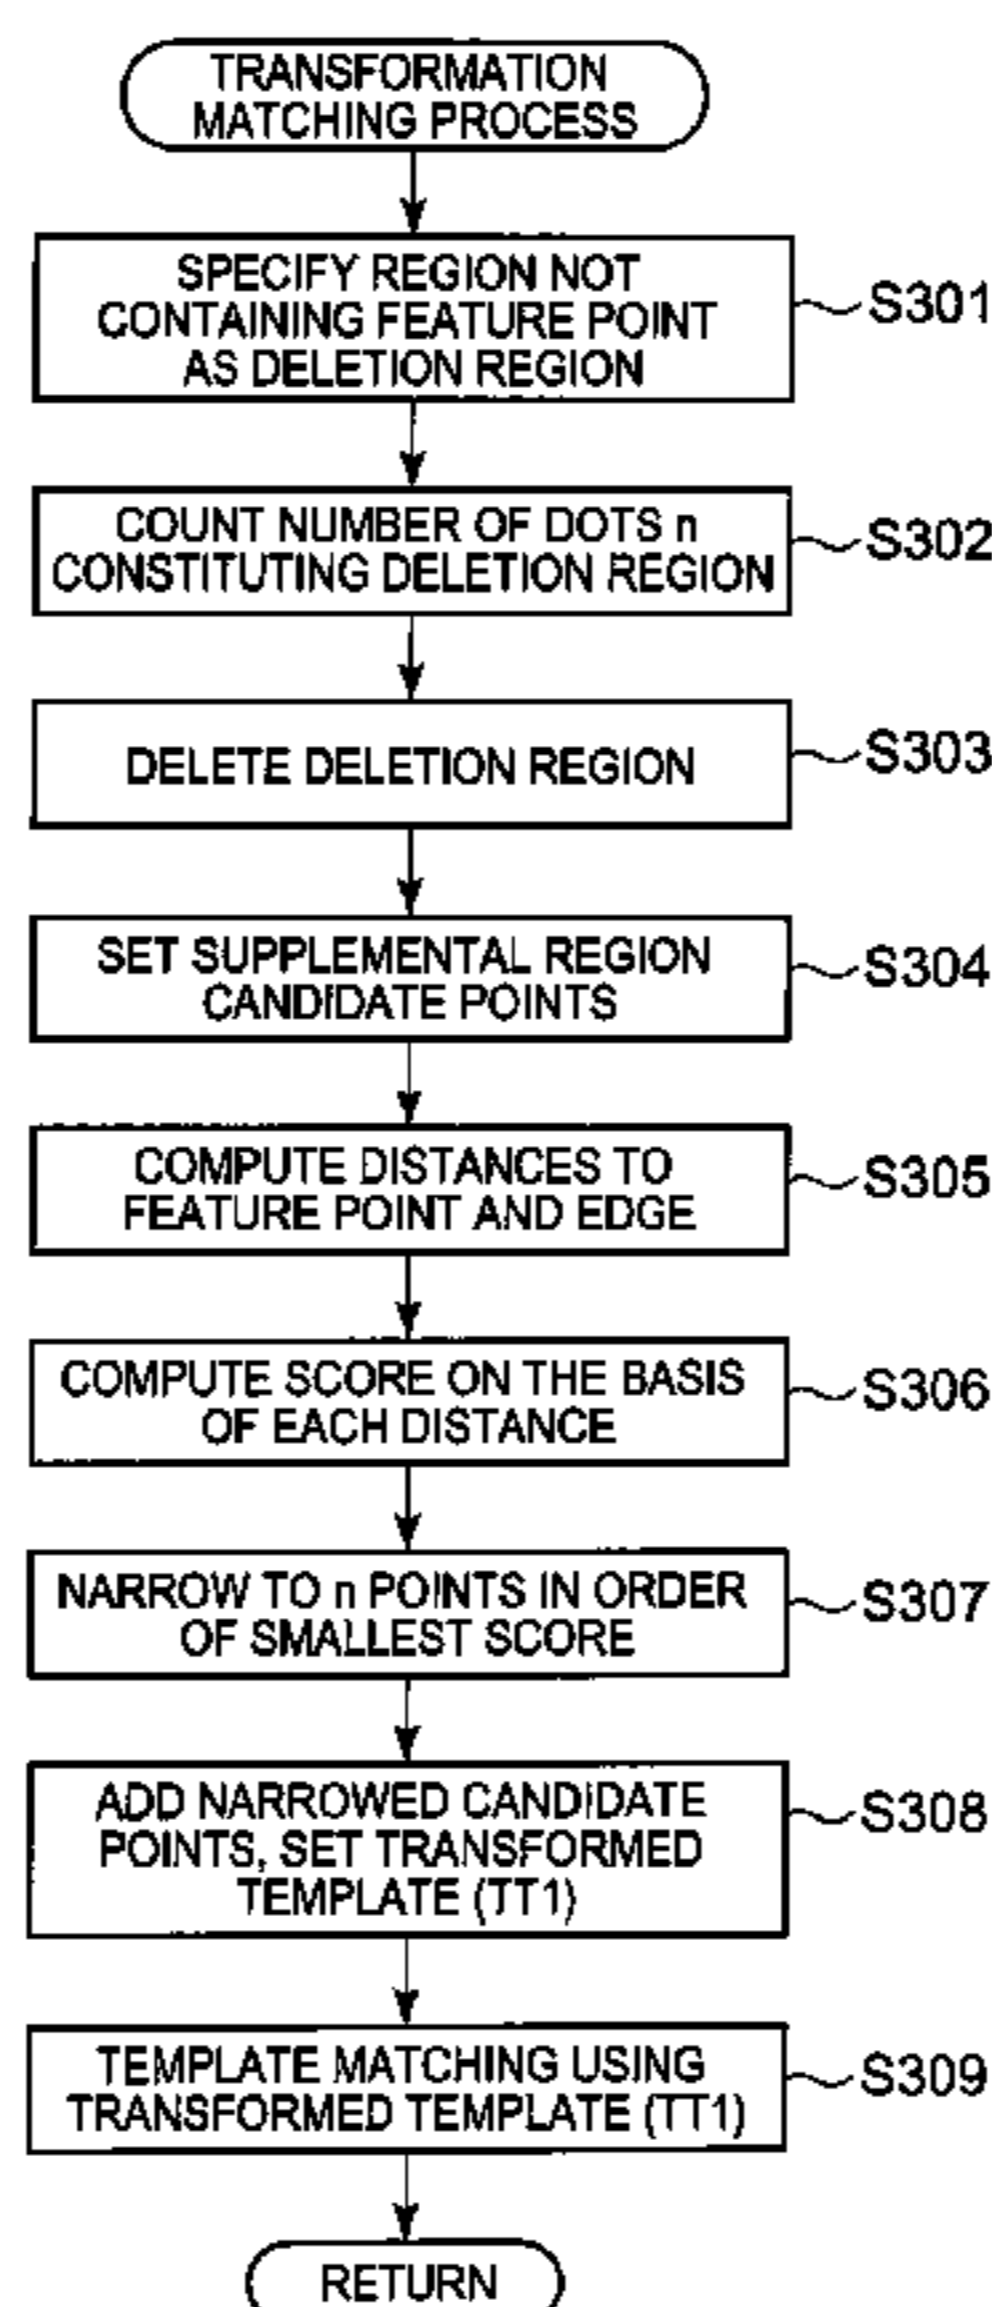 TRANSFORMATION
MATCHING PROCESS
SPECIFY REGION NOT
CONTAINING FEATURE POINT
AS DELETION REGION
S301
COUNT NUMBER OF DOTS n
CONSTITUTING DELETION REGION
S302
DELETE DELETION REGION
S303
SET SUPPLEMENTAL REGION
CANDIDATE POINTS
S304
COMPUTE DISTANCES TO
FEATURE POINT AND EDGE
S305
COMPUTE SCORE ON THE BASIS
OF EACH DISTANCE
S306
NARROW TO n POINTS IN ORDER
OF SMALLEST SCORE
S307
ADD NARROWED CANDIDATE
POINTS, SET TRANSFORMED
TEMPLATE (TT1)
S308
TEMPLATE MATCHING USING
TRANSFORMED TEMPLATE (TT1)
S309
RETURN